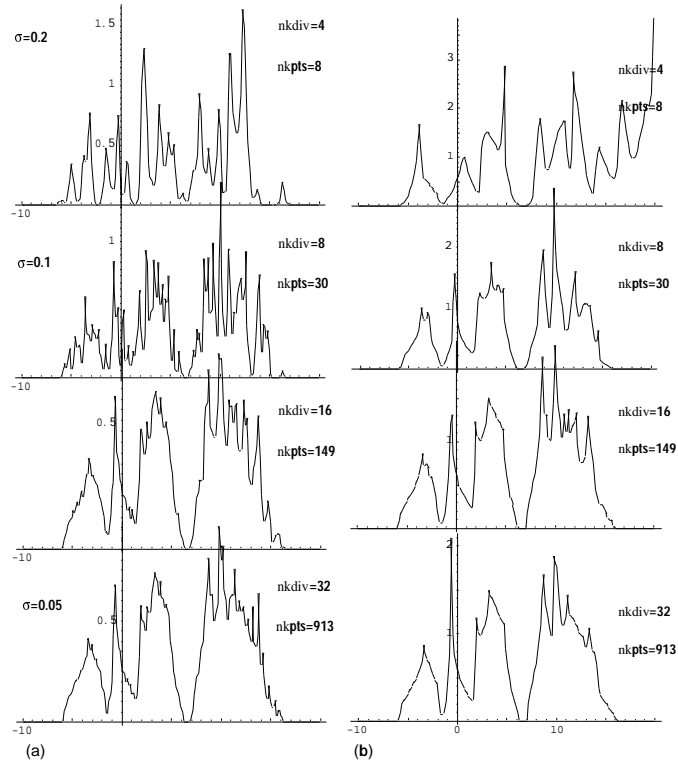 σ=0.2
1.5
1
0.5
-10
nkdiv=4
nkpts=8
3
2
1
nkdiv=4
nkpts=8
σ=0.1
1
-10
nkdiv=8
nkpts=30
2
1
nkdiv=8
nkpts=30
0.5
-10
nkdiv=16
nkpts=149
1
nkdiv=16
nkpts=149
σ=0.05
0.5
nkdiv=32
nkpts=913
2
1
nkdiv=32
nkpts=913
-10
0
10
(a)
(b)